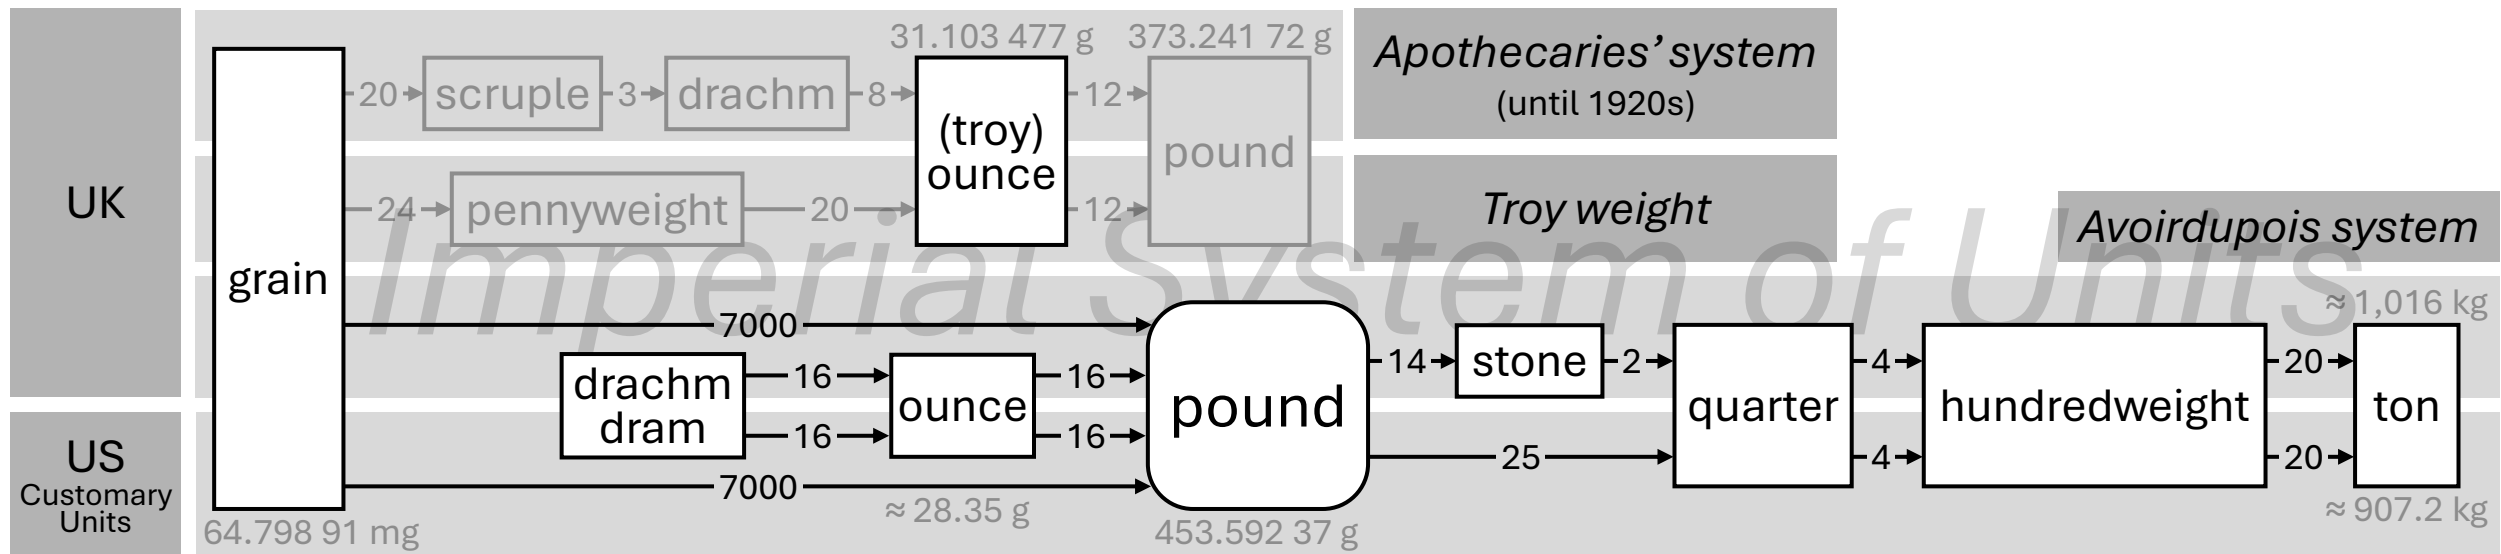 31.103 477 g 373.241 72 g
Apothecaries’ system
(until 1920s)
20 scruple 3 drachm 8 (troy) ounce 12 pound 12
UK
24 pennyweight 20
Troy weight
Avoirdupois system
Imperial System of Units
grain
≈ 1,016 kg
7000
14 stone 2 4 20
drachm
dram
16 ounce 16
16 16
pound
quarter hundredweight ton
25 4 20
US
Customary
Units
7000
≈ 28.35 g
≈ 907.2 kg
64.798 91 mg
453.592 37 g